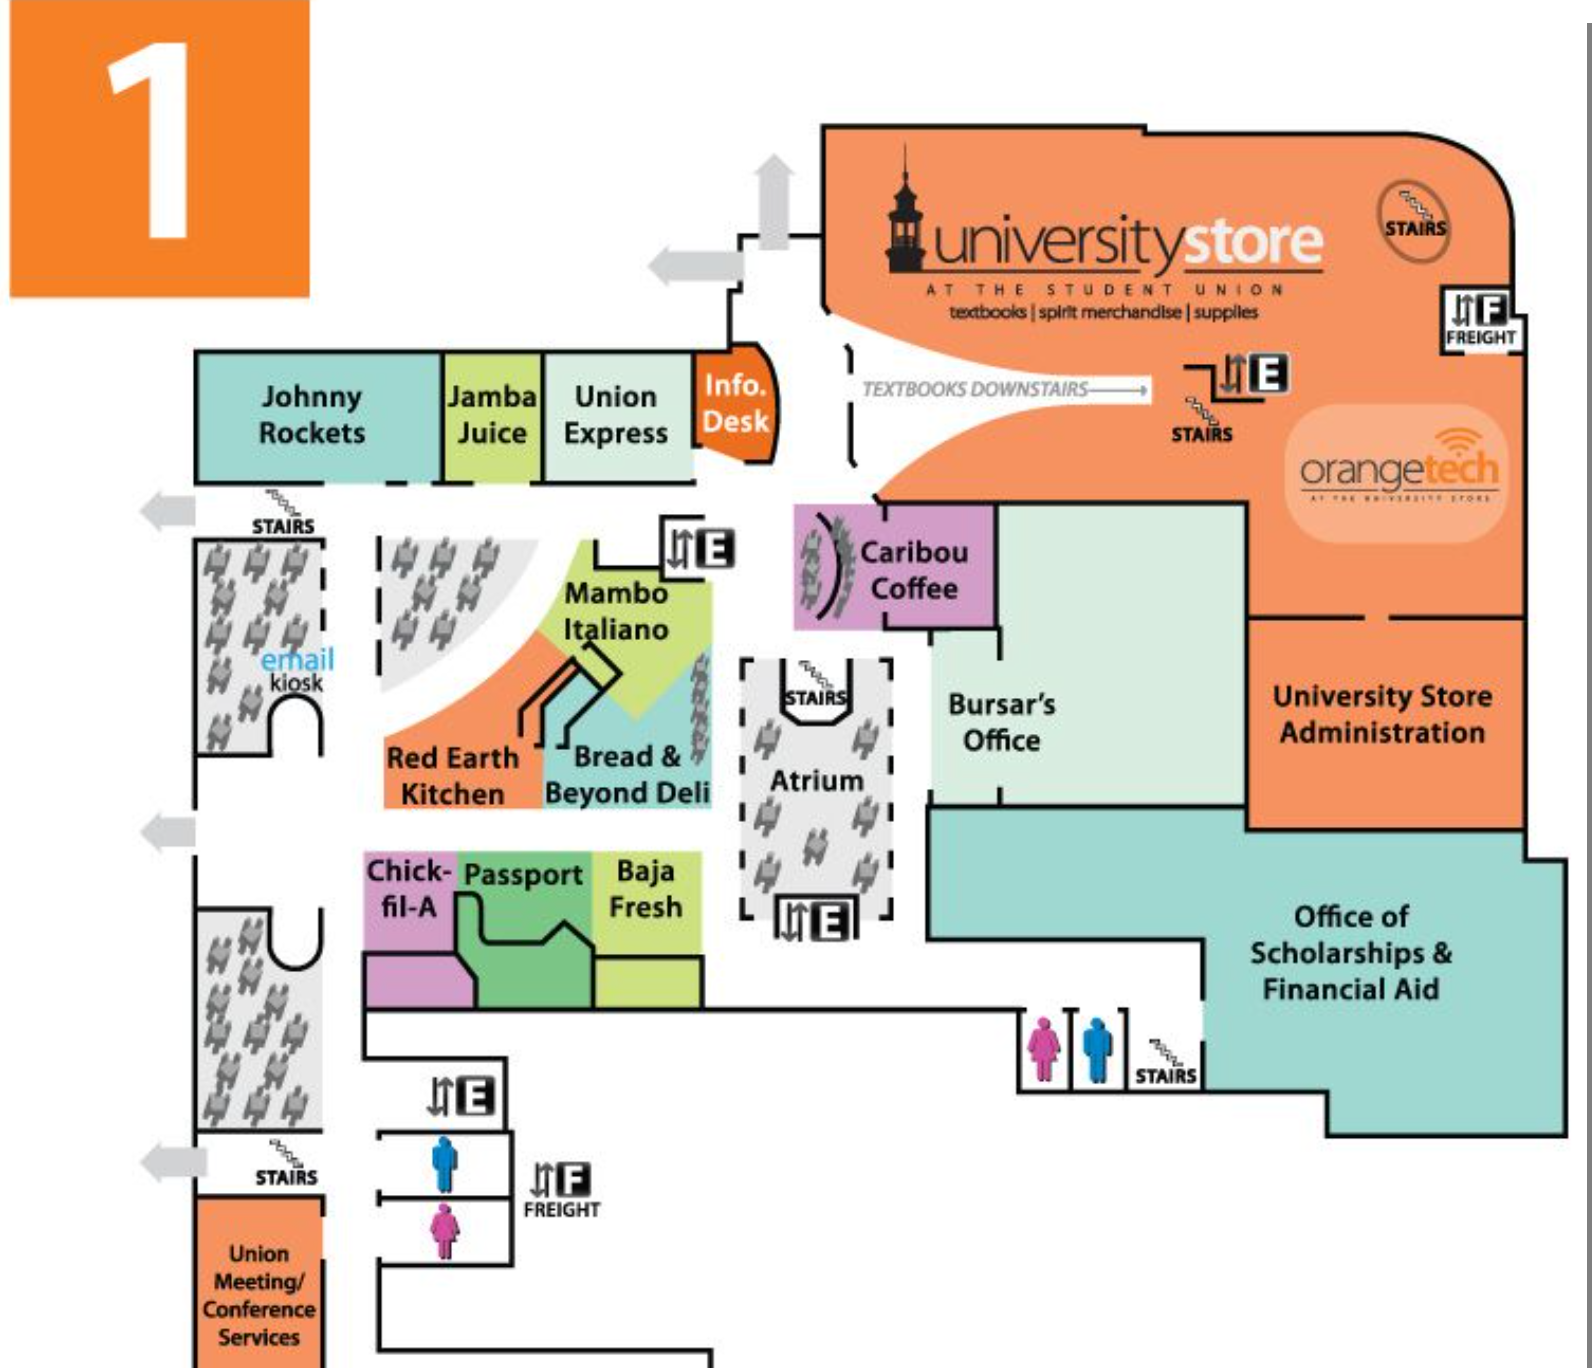 1
universitystore
AT THE STUDENT UNION
textbooks | spirit merchandise | supplies
STAIRS
F
FREIGHT
Johnny
Rockets
Jamba
Juice
Union
Express
Info.
Desk
TEXTBOOKS DOWNSTAIRS
E
STAIRS
orangetech
AT THE UNIVERSITY STORE
STAIRS
E
Caribou
Coffee
Mambo
Italiano
email
kiosk
STAIRS
Bursar's
Office
University Store
Administration
Red Earth
Kitchen
Bread &
Beyond Deli
Atrium
E
Chick-
fil-A
Passport
Baja
Fresh
Office of
Scholarships &
Financial Aid
STAIRS
E
STAIRS
F
FREIGHT
Union
Meeting/
Conference
Services